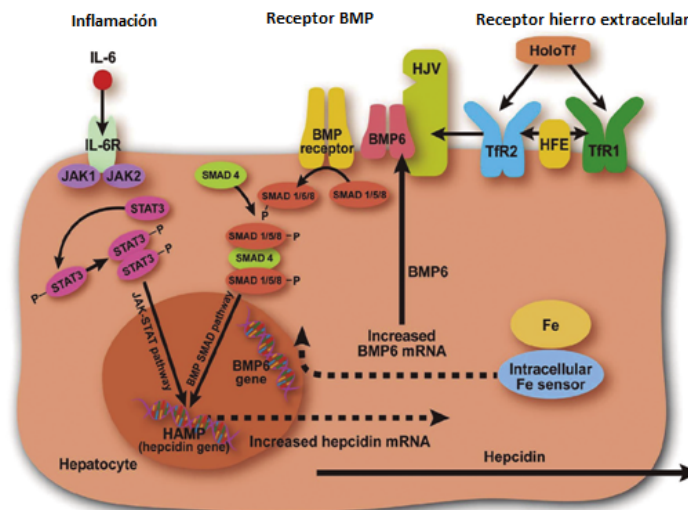 Inflamación
Receptor BMP
Receptor hierro extracelular
IL-6
IL-6R
JAK1
JAK2
STAT3
P
STAT3
STAT3
P
STAT3
P
JAK-STAT pathway
SMAD 4
BMP
receptor
BMP6
HJV
SMAD 1/5/8
P
SMAD 1/5/8
SMAD 1/5/8
P
SMAD 4
SMAD 1/5/8
P
BMP SMAD pathway
HoloTf
TfR2
HFE
TfR1
BMP6
Increased
BMP6 mRNA
Fe
Intracellular
Fe sensor
BMP6
gene
HAMP
(hepcidin gene)
Increased hepcidin mRNA
Hepatocyte
Hepcidin